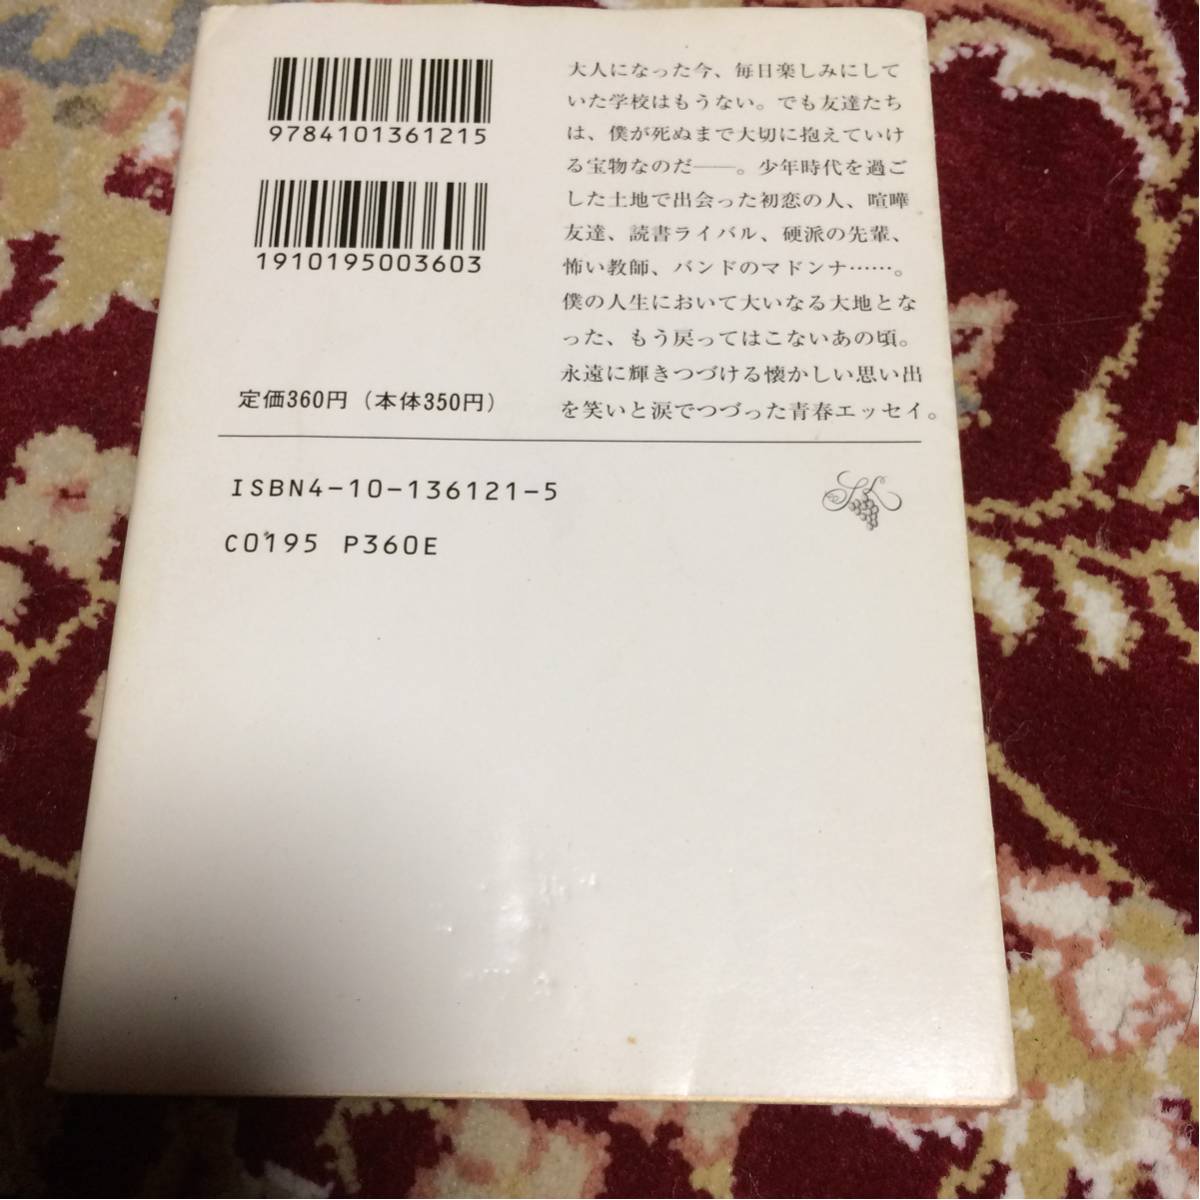 9784101361215
1910195003603
定価360円（本体350円）
大人になった今、毎日楽しみにして
いた学校はもうない。でも友達たち
は、僕が死ぬまで大切に抱えていけ
る宝物なのだ──。少年時代を過ご
した土地で出会った初恋の人、喧嘩
友達、読書ライバル、硬派の先輩、
怖い教師、バンドのマドンナ……。
僕の人生において大いなる大地とな
った、もう戻ってはこないあの頃。
永遠に輝きつづける懐かしい思い出
を笑いと涙でつづった青春エッセイ。
ISBN4-10-136121-5
C0195 P360E